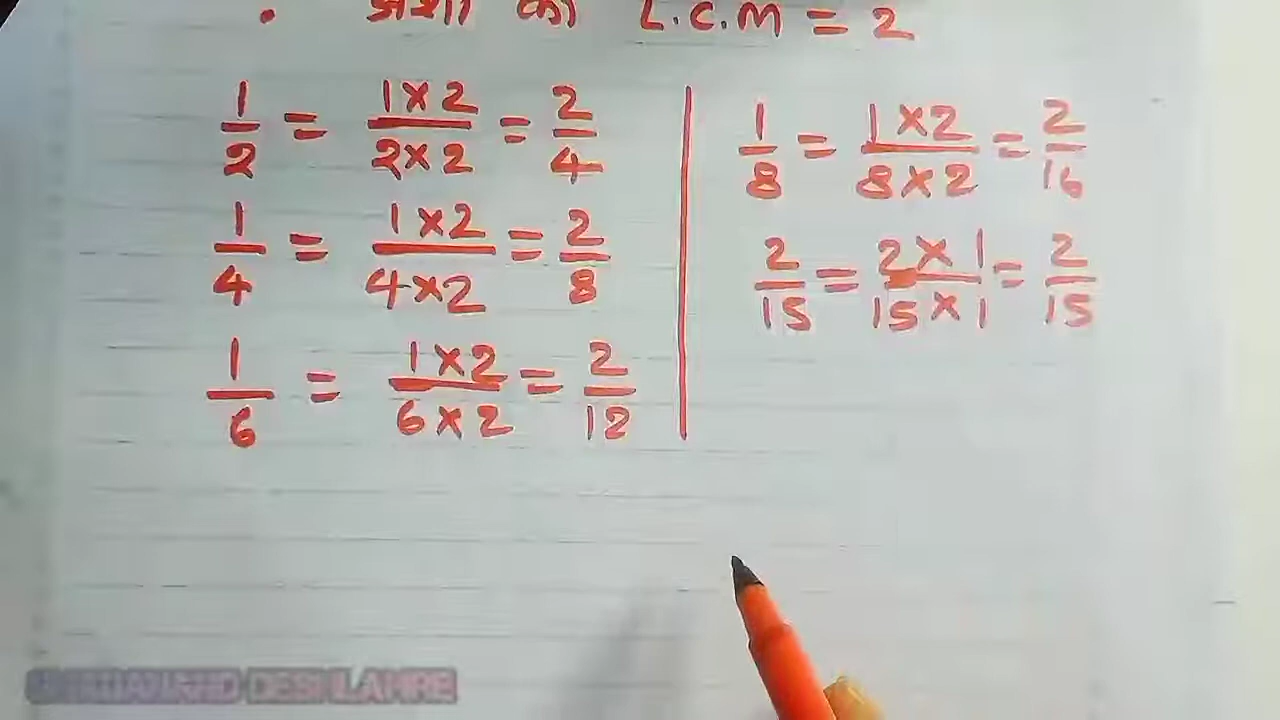 . अंशों का L.C.M = 2
1/2 = 1×2/2×2 = 2/4
1/4 = 1×2/4×2 = 2/8
1/6 = 1×2/6×2 = 2/12
1/8 = 1×2/8×2 = 2/16
2/15 = 2×1/15×1 = 2/15
DESHLAHRE